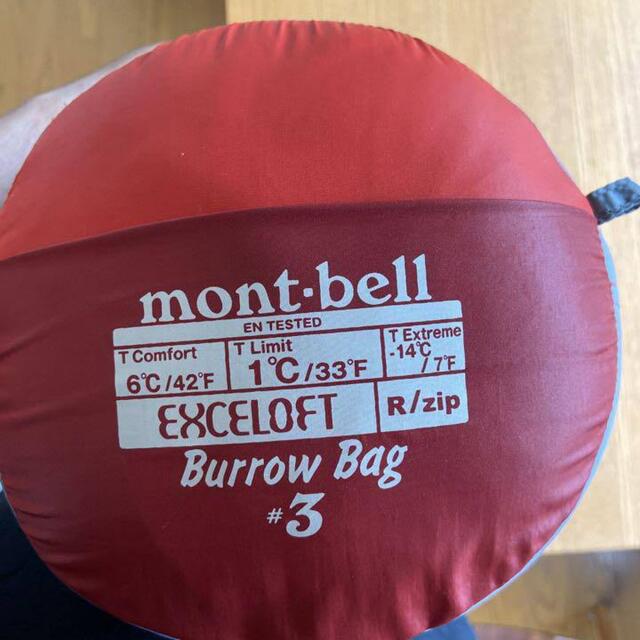 mont-bell
EN TESTED
T Comfort
6℃/42°F
T Limit
1℃/33°F
T Extreme
-14℃
/7°F
EXCELOFT
R/zip
Burrow Bag
#3